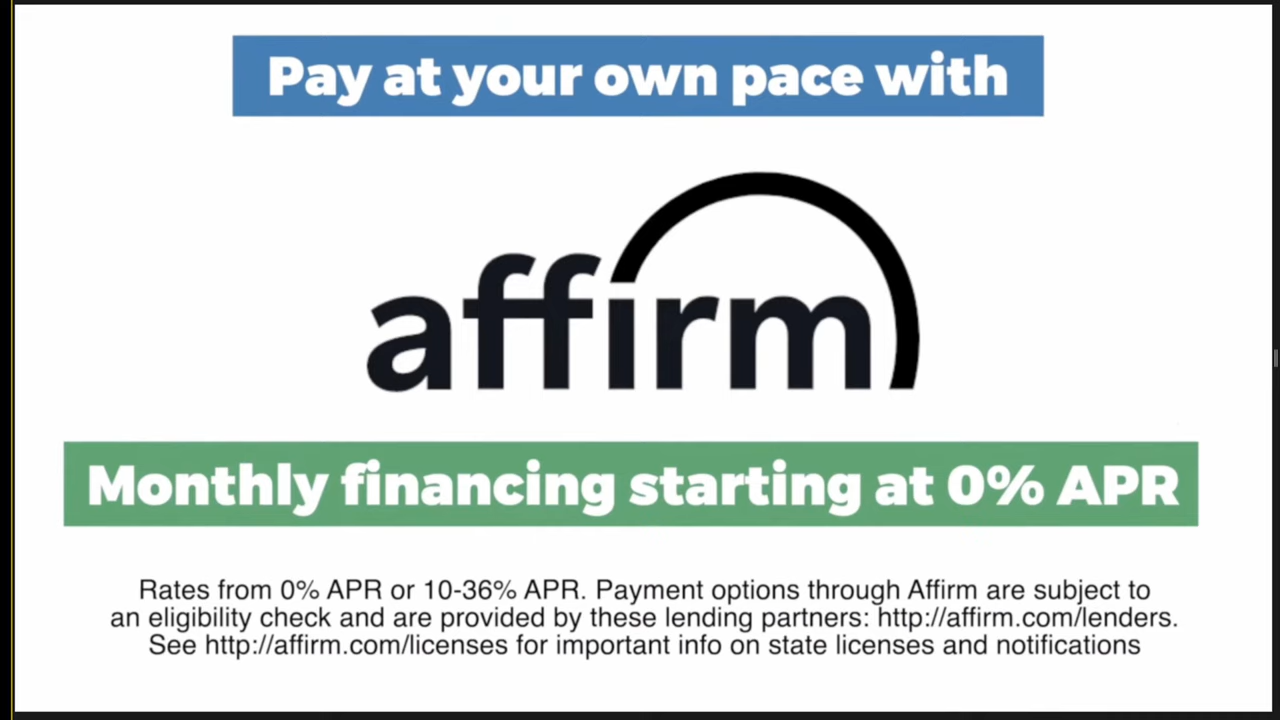 Pay at your own pace with
affirm
Monthly financing starting at 0% APR
Rates from 0% APR or 10-36% APR. Payment options through Affirm are subject to
an eligibility check and are provided by these lending partners: http://affirm.com/lenders.
See http://affirm.com/licenses for important info on state licenses and notifications